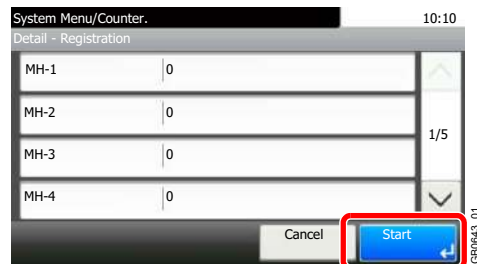 System Menu/Counter. 10:10
Detail - Registration
MH-1 0
MH-2 0
1/5
MH-3 0
MH-4 0
Cancel Start
GB0643_01